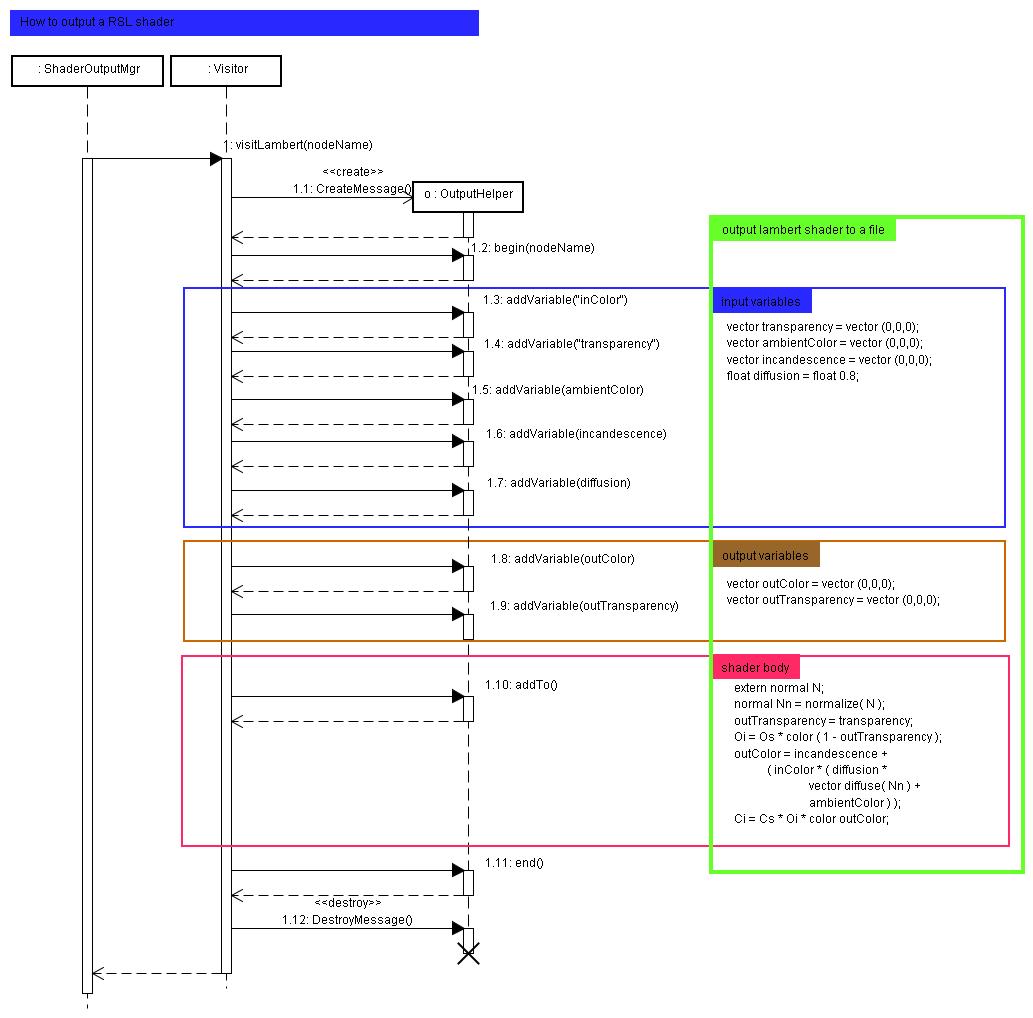 How to output a RSL shader
: ShaderOutputMgr
: Visitor
1: visitLambert(nodeName)
<<create>>
1.1: CreateMessage()
o : OutputHelper
output lambert shader to a file
1.2: begin(nodeName)
input variables
1.3: addVariable("inColor")
vector transparency = vector (0,0,0);
1.4: addVariable("transparency")
vector ambientColor = vector (0,0,0);
vector incandescence = vector (0,0,0);
float diffusion = float 0.8;
1.5: addVariable(ambientColor)
1.6: addVariable(incandescence)
1.7: addVariable(diffusion)
output variables
1.8: addVariable(outColor)
vector outColor = vector (0,0,0);
vector outTransparency = vector (0,0,0);
1.9: addVariable(outTransparency)
shader body
1.10: addTo()
extern normal N;
normal Nn = normalize( N );
outTransparency = transparency;
Oi = Os * color ( 1 - outTransparency );
outColor = incandescence +
( inColor * ( diffusion *
vector diffuse( Nn ) +
ambientColor ) );
Ci = Cs * Oi * color outColor;
1.11: end()
<<destroy>>
1.12: DestroyMessage()